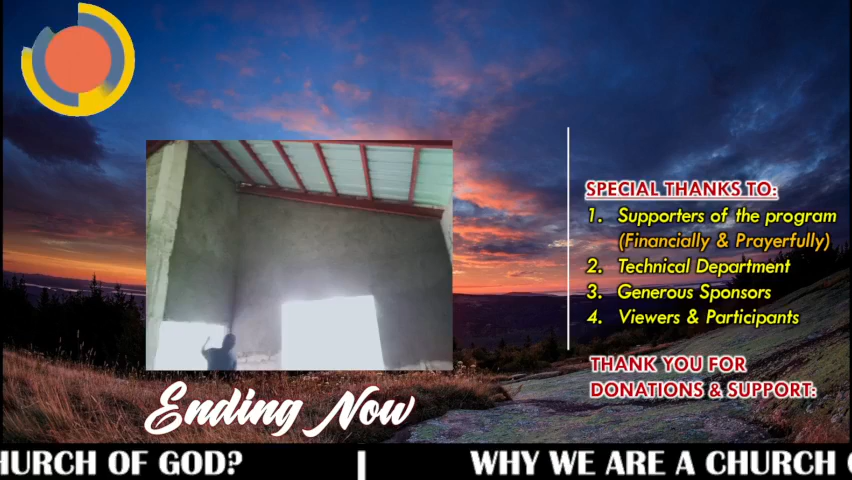 SPECIAL THANKS TO:
1. Supporters of the program
(Financially & Prayerfully)
2. Technical Department
3. Generous Sponsors
4. Viewers & Participants
THANK YOU FOR
DONATIONS & SUPPORT:
Ending Now
HURCH OF GOD? | WHY WE ARE A CHURCH